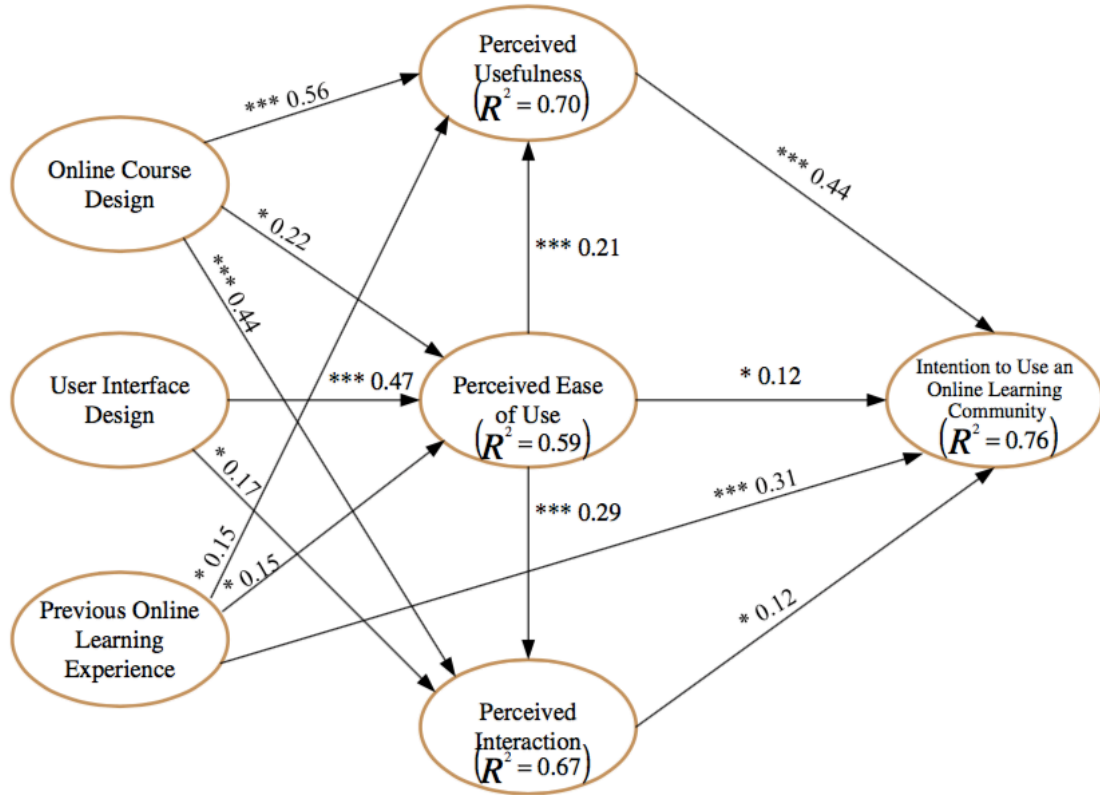 Perceived
Usefulness
(R² = 0.70)
*** 0.56
Online Course
Design
*** 0.44
* 0.22
*** 0.21
*** 0.44
User Interface
Design
*** 0.47
Perceived Ease
of Use
(R² = 0.59)
* 0.12
Intention to Use an
Online Learning
Community
(R² = 0.76)
* 0.17
*** 0.31
*** 0.29
* 0.15
* 0.15
Previous Online
Learning
Experience
* 0.12
Perceived
Interaction
(R² = 0.67)